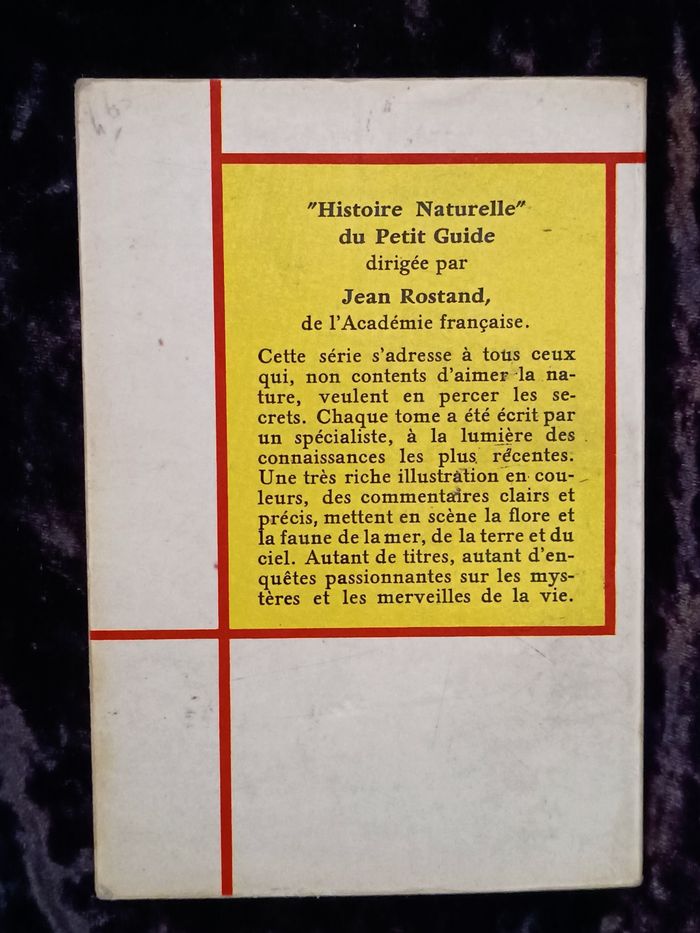 "Histoire Naturelle"
du Petit Guide
dirigée par
Jean Rostand,
de l'Académie française.
Cette série s'adresse à tous ceux
qui, non contents d'aimer la na-
ture, veulent en percer les se-
crets. Chaque tome a été écrit par
un spécialiste, à la lumière des
connaissances les plus récentes.
Une très riche illustration en cou-
leurs, des commentaires clairs et
précis, mettent en scène la flore et
la faune de la mer, de la terre et du
ciel. Autant de titres, autant d'en-
quêtes passionnantes sur les mys-
tères et les merveilles de la vie.